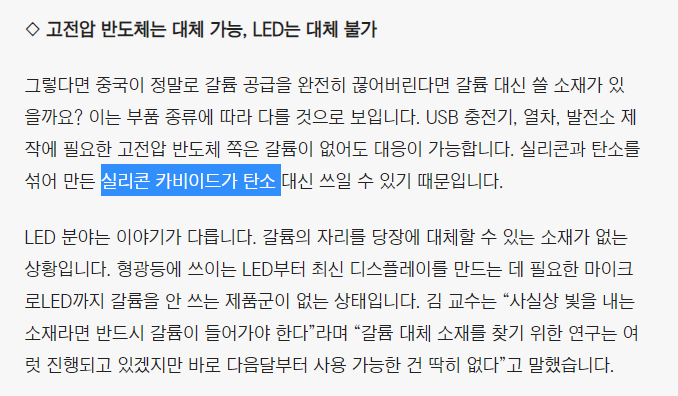 ◇ 고전압 반도체는 대체 가능, LED는 대체 불가
그렇다면 중국이 정말로 갈륨 공급을 완전히 끊어버린다면 갈륨 대신 쓸 소재가 있
을까요? 이는 부품 종류에 따라 다를 것으로 보입니다. USB 충전기, 열차, 발전소 제
작에 필요한 고전압 반도체 쪽은 갈륨이 없어도 대응이 가능합니다. 실리콘과 탄소를
섞어 만든 실리콘 카비이드가 탄소 대신 쓰일 수 있기 때문입니다.
LED 분야는 이야기가 다릅니다. 갈륨의 자리를 당장에 대체할 수 있는 소재가 없는
상황입니다. 형광등에 쓰이는 LED부터 최신 디스플레이를 만드는 데 필요한 마이크
로LED까지 갈륨을 안 쓰는 제품군이 없는 상태입니다. 김 교수는 “사실상 빛을 내는
소재라면 반드시 갈륨이 들어가야 한다”라며 “갈륨 대체 소재를 찾기 위한 연구는 여
럿 진행되고 있겠지만 바로 다음달부터 사용 가능한 건 딱히 없다”고 말했습니다.